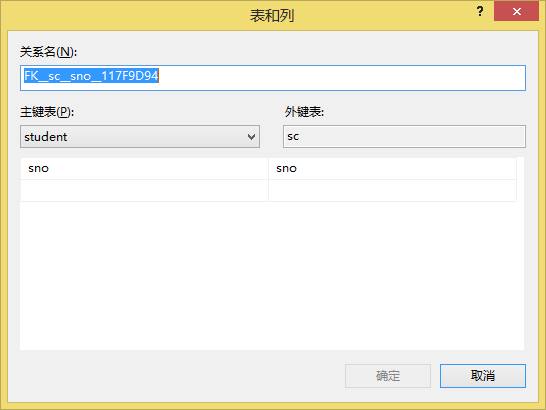 表和列
?
关系名(N):
FK__sc__sno__117F9D94
主键表(P):
外键表:
student
sc
sno
sno
确定
取消